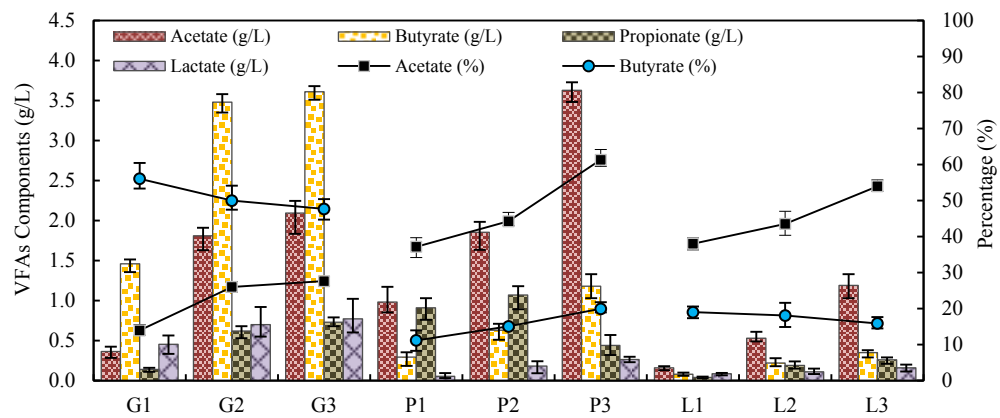 4.5
4.0
3.5
3.0
2.5
2.0
1.5
1.0
0.5
0.0
VFAs Components (g/L)
Acetate (g/L)
Butyrate (g/L)
Propionate (g/L)
Lactate (g/L)
Acetate (%)
Butyrate (%)
100
90
80
70
60
50
40
30
20
10
0
Percentage (%)
G1 G2 G3 P1 P2 P3 L1 L2 L3